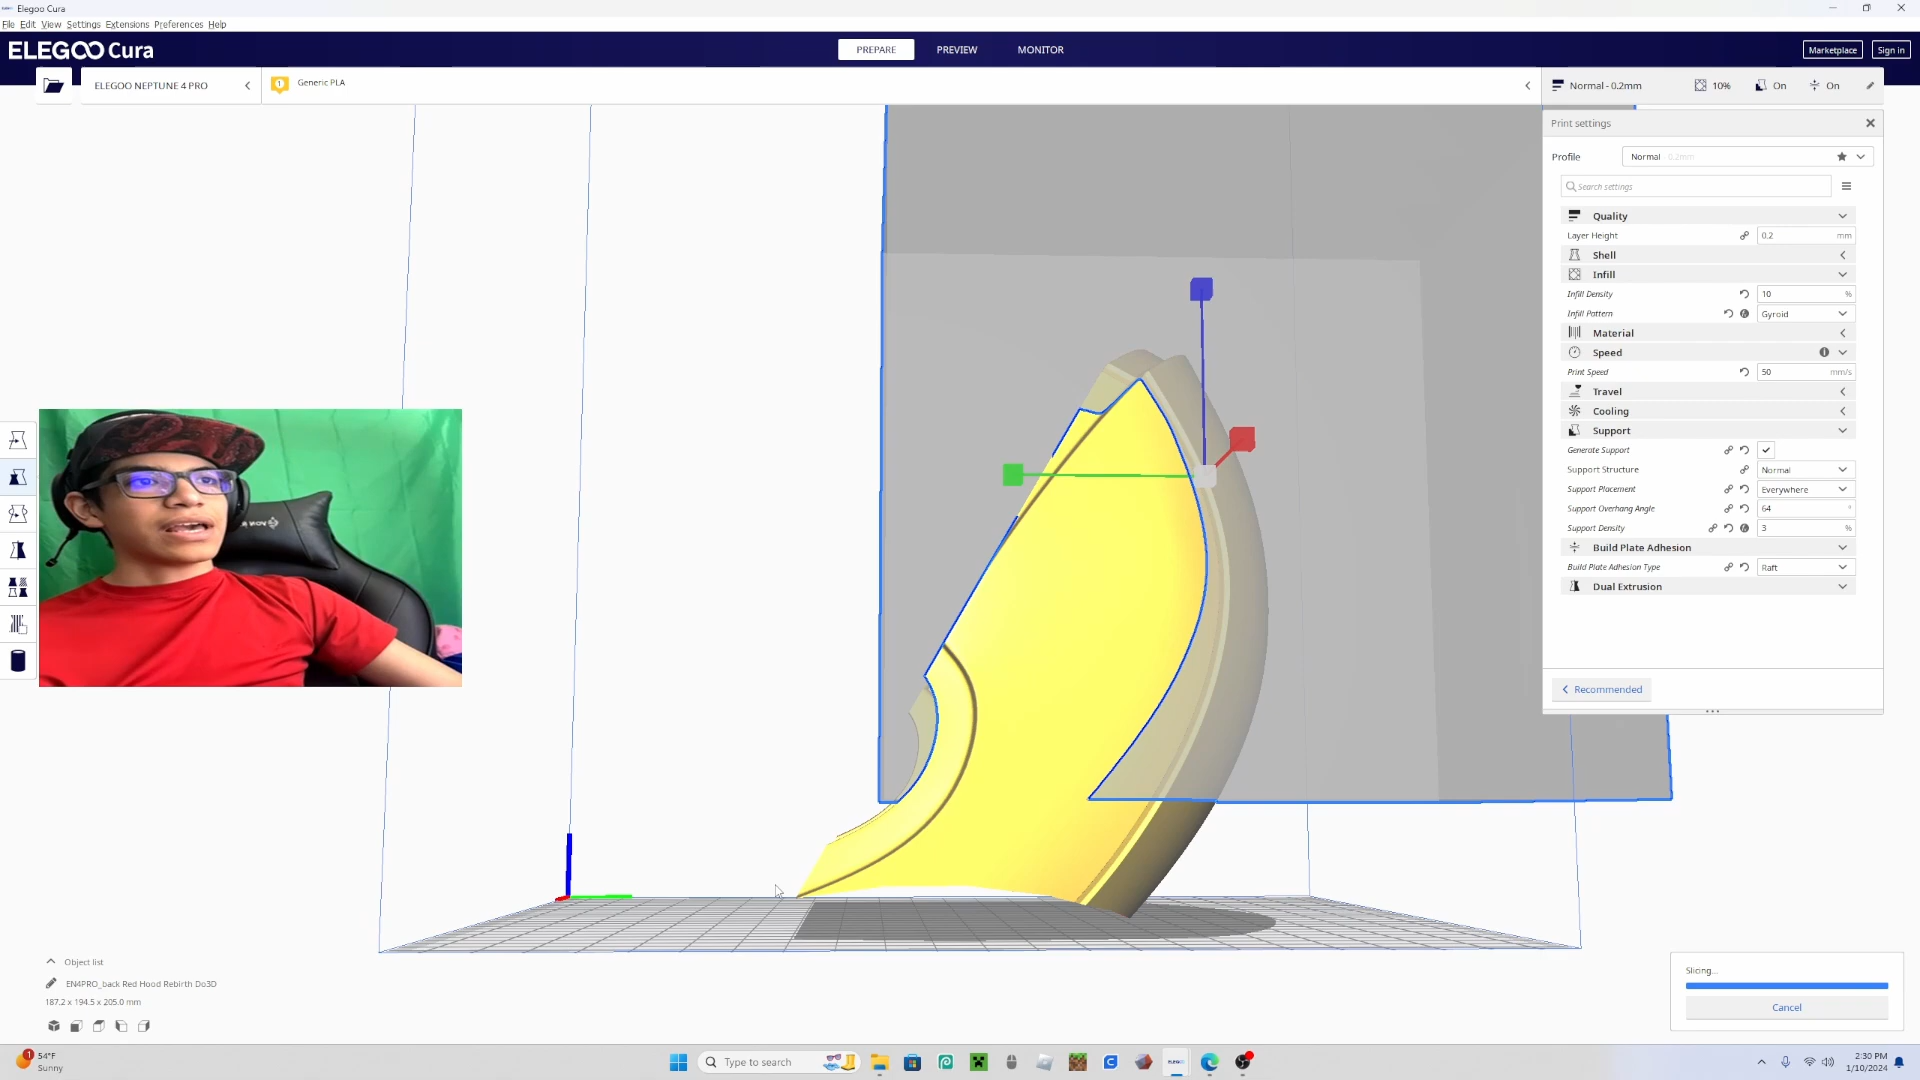 Elegoo Cura
File Edit View Settings Extensions Preferences Help
ELEGOO Cura
PREPARE
PREVIEW
MONITOR
Marketplace
Sign in
ELEGOO NEPTUNE 4 PRO
1
Generic PLA
Normal - 0.2mm
10%
On
On
Print settings
Profile
Normal 0.2mm
Search settings
Quality
Layer Height
0.2 mm
Shell
Infill
Infill Density
10 %
Infill Pattern
Gyroid
Material
Speed
Print Speed
50 mm/s
Travel
Cooling
Support
Generate Support
Support Structure
Normal
Support Placement
Everywhere
Support Overhang Angle
64 °
Support Density
3 %
Build Plate Adhesion
Build Plate Adhesion Type
Raft
Dual Extrusion
Recommended
Object list
EN4PRO_back Red Hood Rebirth Do3D
187.2 x 194.5 x 205.0 mm
Slicing...
Cancel
1
54°F
Sunny
Type to search
2:30 PM
1/10/2024